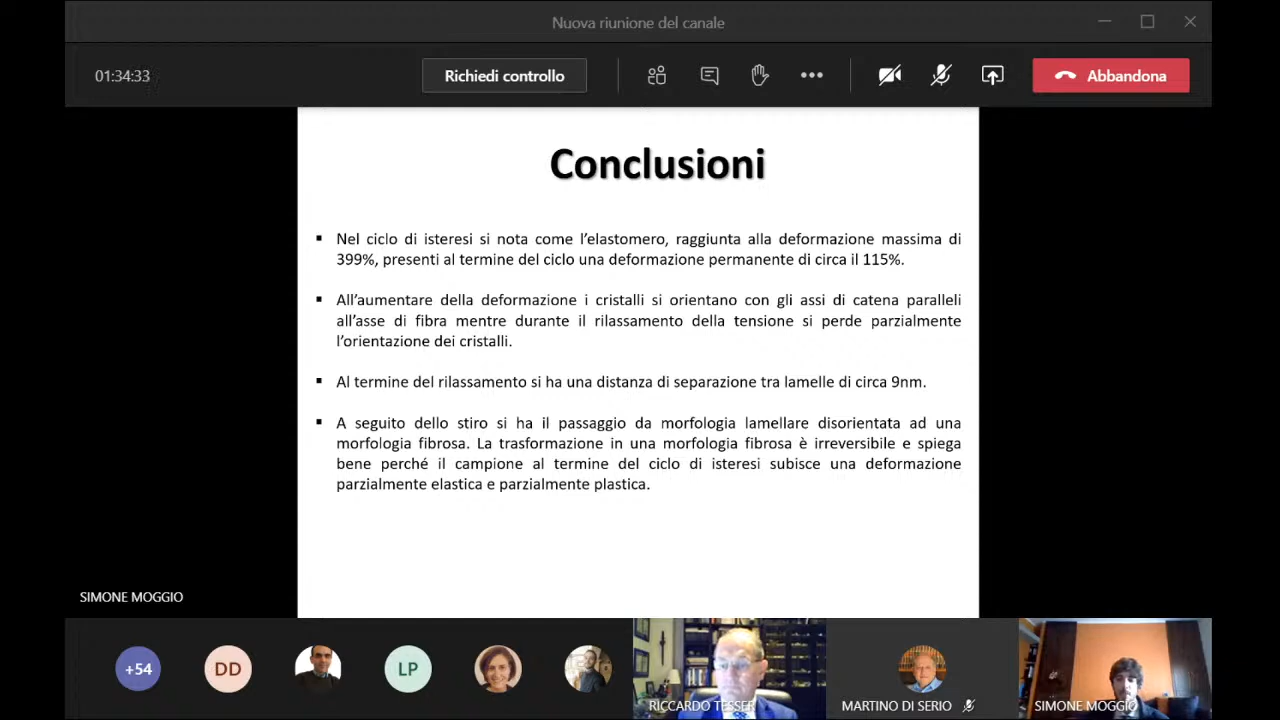 Nuova riunione del canale
01:34:33
Richiedi controllo
Abbandona
Conclusioni
▪ Nel ciclo di isteresi si nota come l’elastomero, raggiunta alla deformazione massima di
399%, presenti al termine del ciclo una deformazione permanente di circa il 115%.
▪ All’aumentare della deformazione i cristalli si orientano con gli assi di catena paralleli
all’asse di fibra mentre durante il rilassamento della tensione si perde parzialmente
l’orientazione dei cristalli.
▪ Al termine del rilassamento si ha una distanza di separazione tra lamelle di circa 9nm.
▪ A seguito dello stiro si ha il passaggio da morfologia lamellare disorientata ad una
morfologia fibrosa. La trasformazione in una morfologia fibrosa è irreversibile e spiega
bene perché il campione al termine del ciclo di isteresi subisce una deformazione
parzialmente elastica e parzialmente plastica.
SIMONE MOGGIO
+54
DD
LP
RICCARDO TESSER
MARTINO DI SERIO
SIMONE MOGGIO